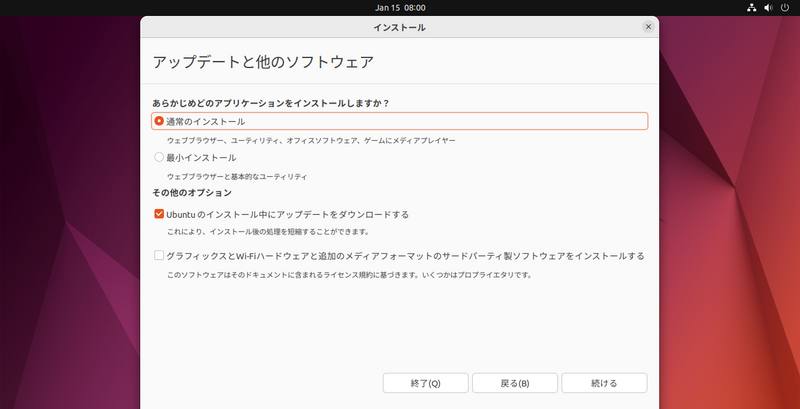 Jan 15 08:00
インストール
アップデートと他のソフトウェア
あらかじめどのアプリケーションをインストールしますか？
通常のインストール
ウェブブラウザー、ユーティリティ、オフィスソフトウェア、ゲームにメディアプレイヤー
最小インストール
ウェブブラウザーと基本的なユーティリティ
その他のオプション
Ubuntu のインストール中にアップデートをダウンロードする
これにより、インストール後の処理を短縮することができます。
グラフィックスとWi-Fiハードウェアと追加のメディアフォーマットのサードパーティ製ソフトウェアをインストールする
このソフトウェアはそのドキュメントに含まれるライセンス規約に基づきます。いくつかはプロプライエタリです。
終了(Q) 戻る(B) 続ける